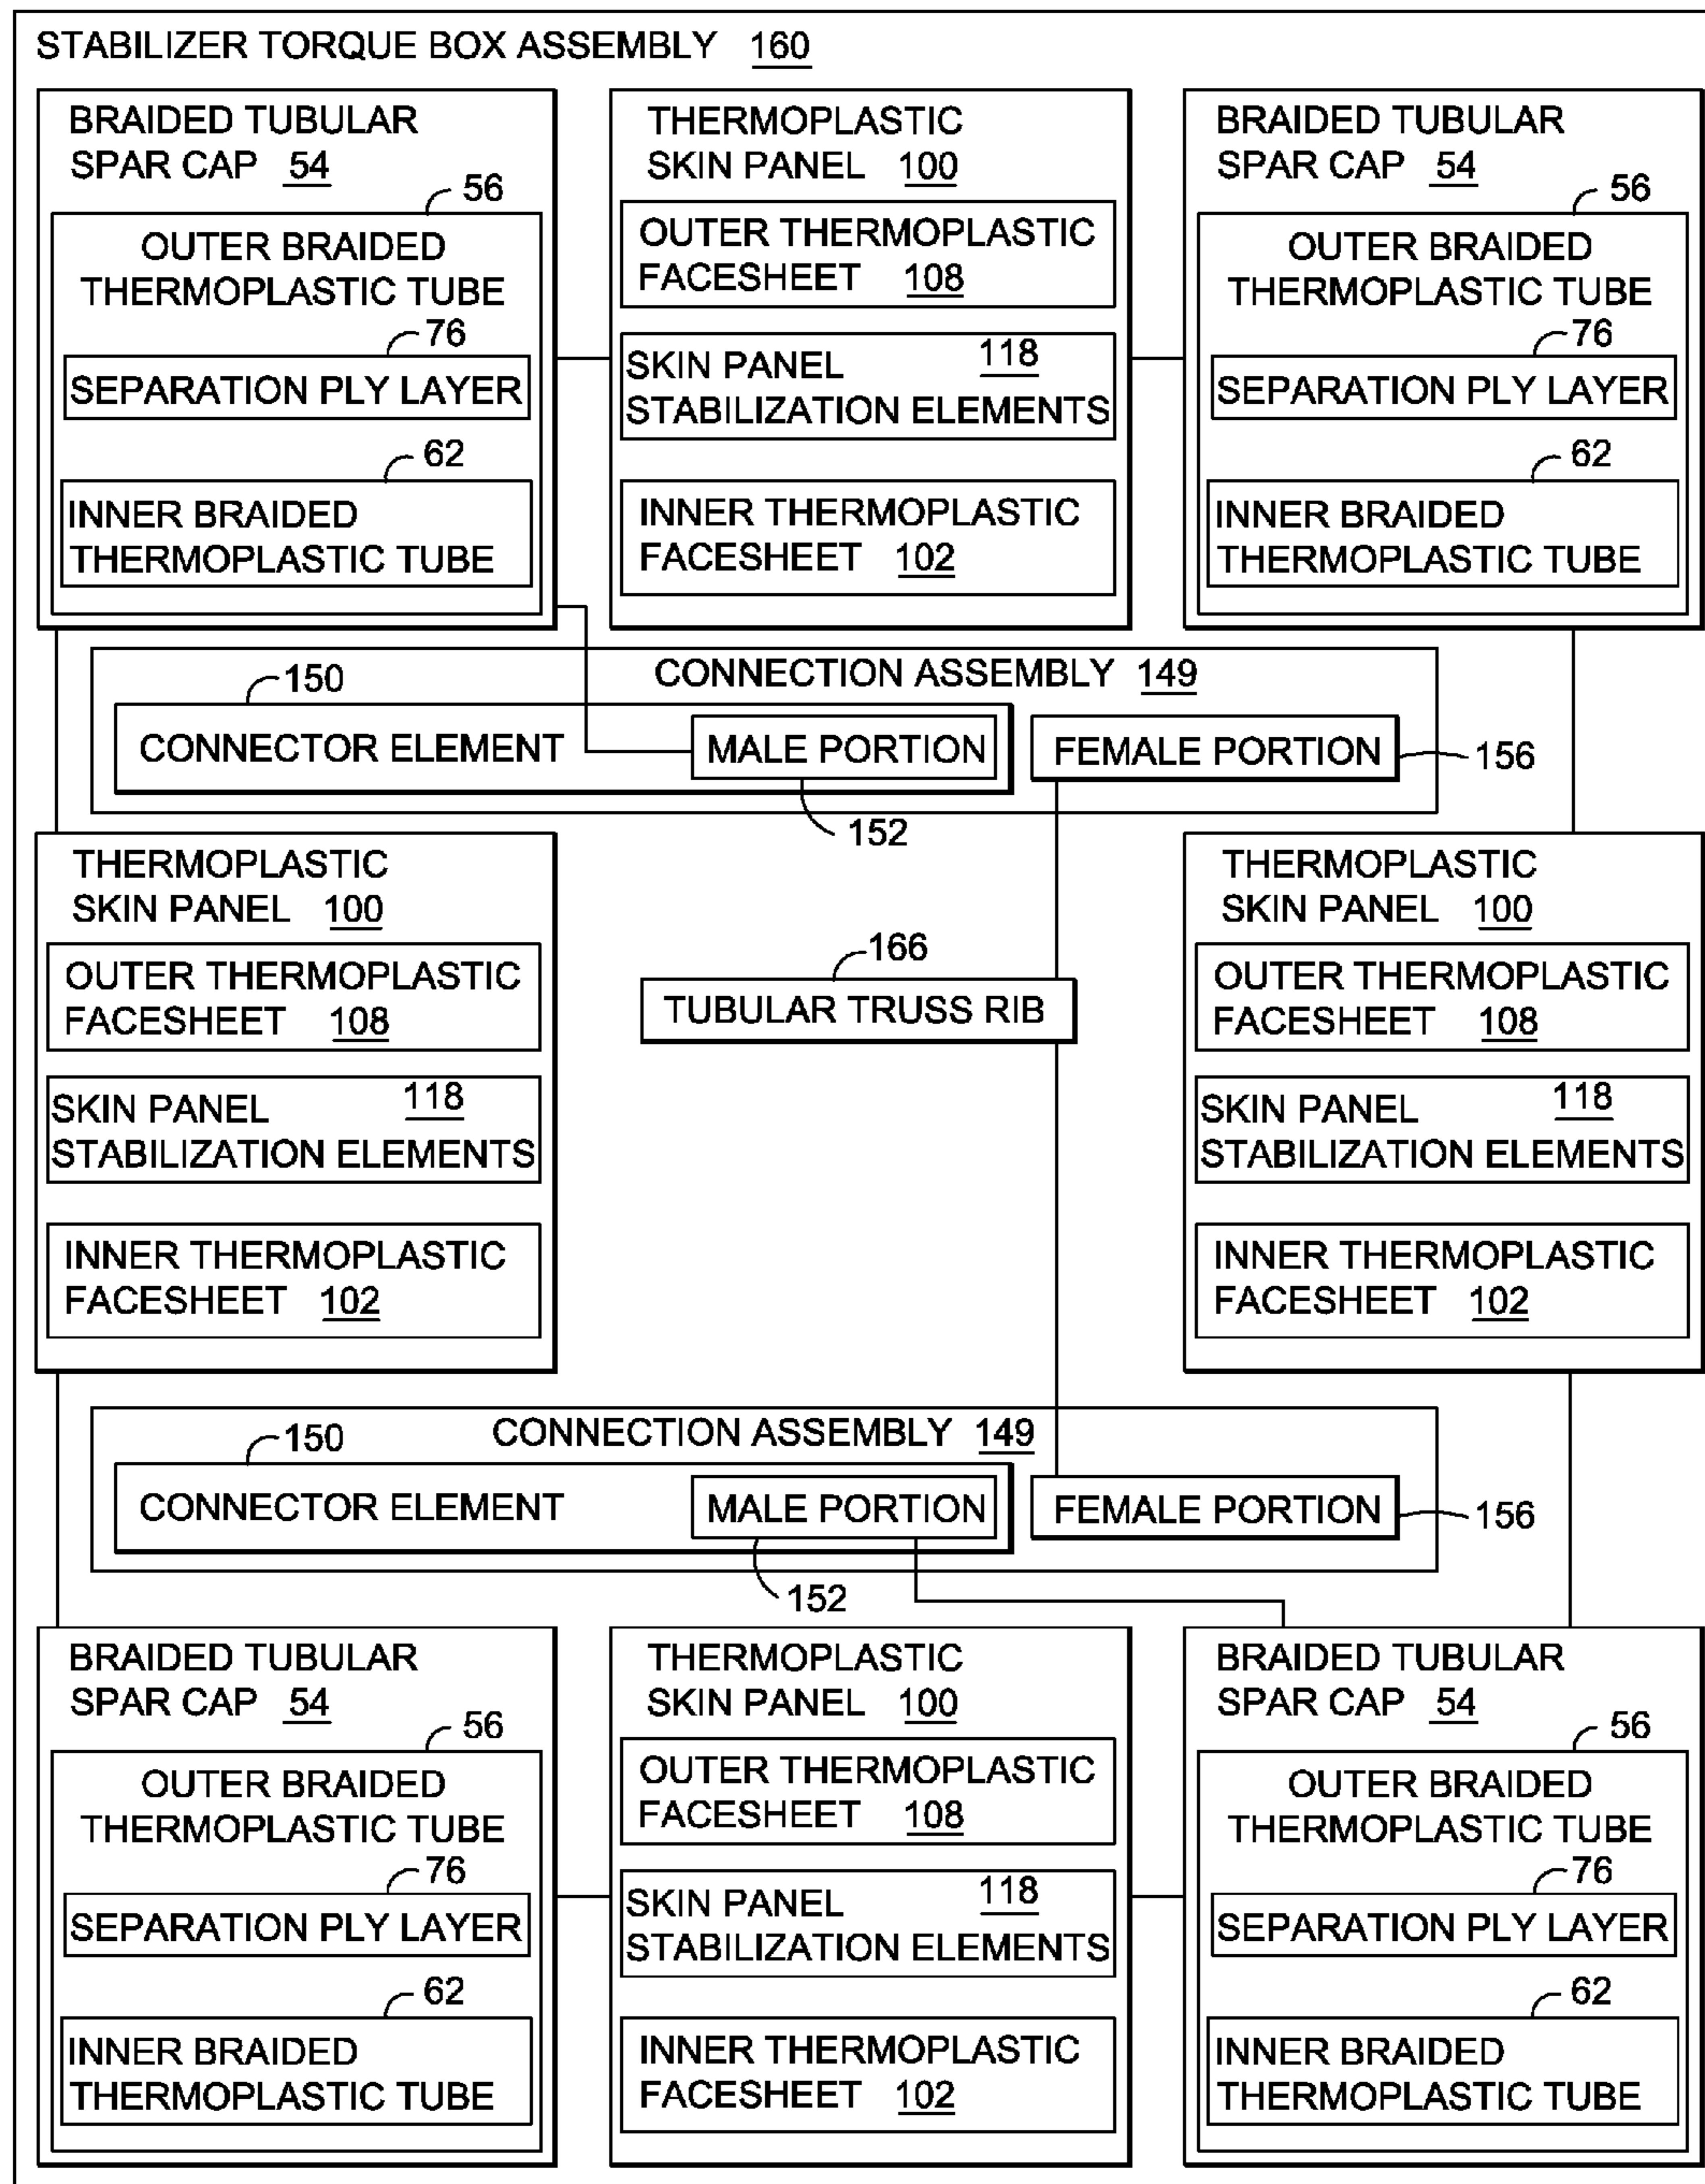 STABILIZER TORQUE BOX ASSEMBLY 160
BRAIDED TUBULAR
SPAR CAP 54
56
OUTER BRAIDED
THERMOPLASTIC TUBE
76
SEPARATION PLY LAYER
62
INNER BRAIDED
THERMOPLASTIC TUBE
THERMOPLASTIC
SKIN PANEL 100
OUTER THERMOPLASTIC
FACESHEET 108
SKIN PANEL 118
STABILIZATION ELEMENTS
INNER THERMOPLASTIC
FACESHEET 102
BRAIDED TUBULAR
SPAR CAP 54
56
OUTER BRAIDED
THERMOPLASTIC TUBE
76
SEPARATION PLY LAYER
62
INNER BRAIDED
THERMOPLASTIC TUBE
CONNECTION ASSEMBLY 149
150
CONNECTOR ELEMENT
MALE PORTION
FEMALE PORTION
156
152
THERMOPLASTIC
SKIN PANEL 100
OUTER THERMOPLASTIC
FACESHEET 108
SKIN PANEL 118
STABILIZATION ELEMENTS
INNER THERMOPLASTIC
FACESHEET 102
166
TUBULAR TRUSS RIB
THERMOPLASTIC
SKIN PANEL 100
OUTER THERMOPLASTIC
FACESHEET 108
SKIN PANEL 118
STABILIZATION ELEMENTS
INNER THERMOPLASTIC
FACESHEET 102
CONNECTION ASSEMBLY 149
150
CONNECTOR ELEMENT
MALE PORTION
FEMALE PORTION
156
152
BRAIDED TUBULAR
SPAR CAP 54
56
OUTER BRAIDED
THERMOPLASTIC TUBE
76
SEPARATION PLY LAYER
62
INNER BRAIDED
THERMOPLASTIC TUBE
THERMOPLASTIC
SKIN PANEL 100
OUTER THERMOPLASTIC
FACESHEET 108
SKIN PANEL 118
STABILIZATION ELEMENTS
INNER THERMOPLASTIC
FACESHEET 102
BRAIDED TUBULAR
SPAR CAP 54
56
OUTER BRAIDED
THERMOPLASTIC TUBE
76
SEPARATION PLY LAYER
62
INNER BRAIDED
THERMOPLASTIC TUBE